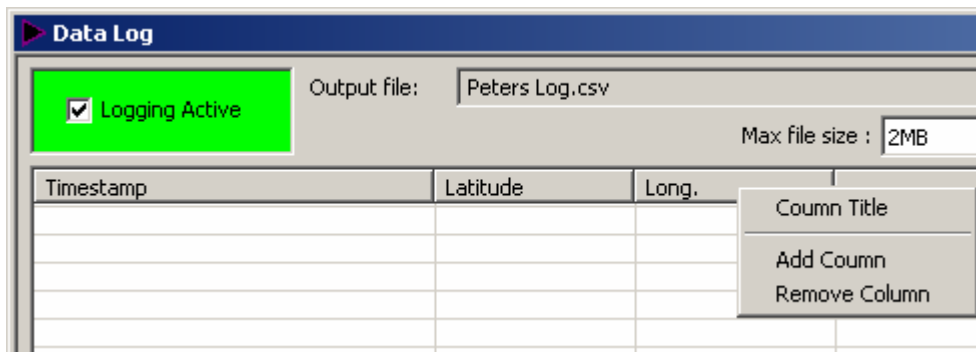 Data Log
Logging Active
Output file: Peters Log.csv
Max file size : 2MB
Timestamp Latitude Long.
Coumn Title
Add Coumn
Remove Column